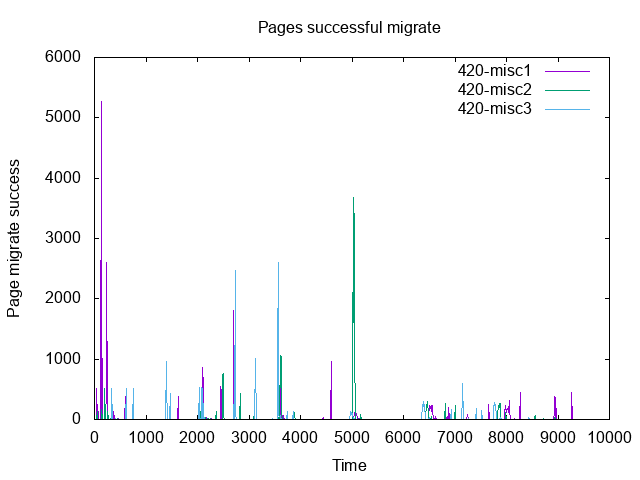 Pages successful migrate
6000
5000
4000
3000
2000
1000
0
Page migrate success
420-misc1
420-misc2
420-misc3
0 1000 2000 3000 4000 5000 6000 7000 8000 9000 10000
Time